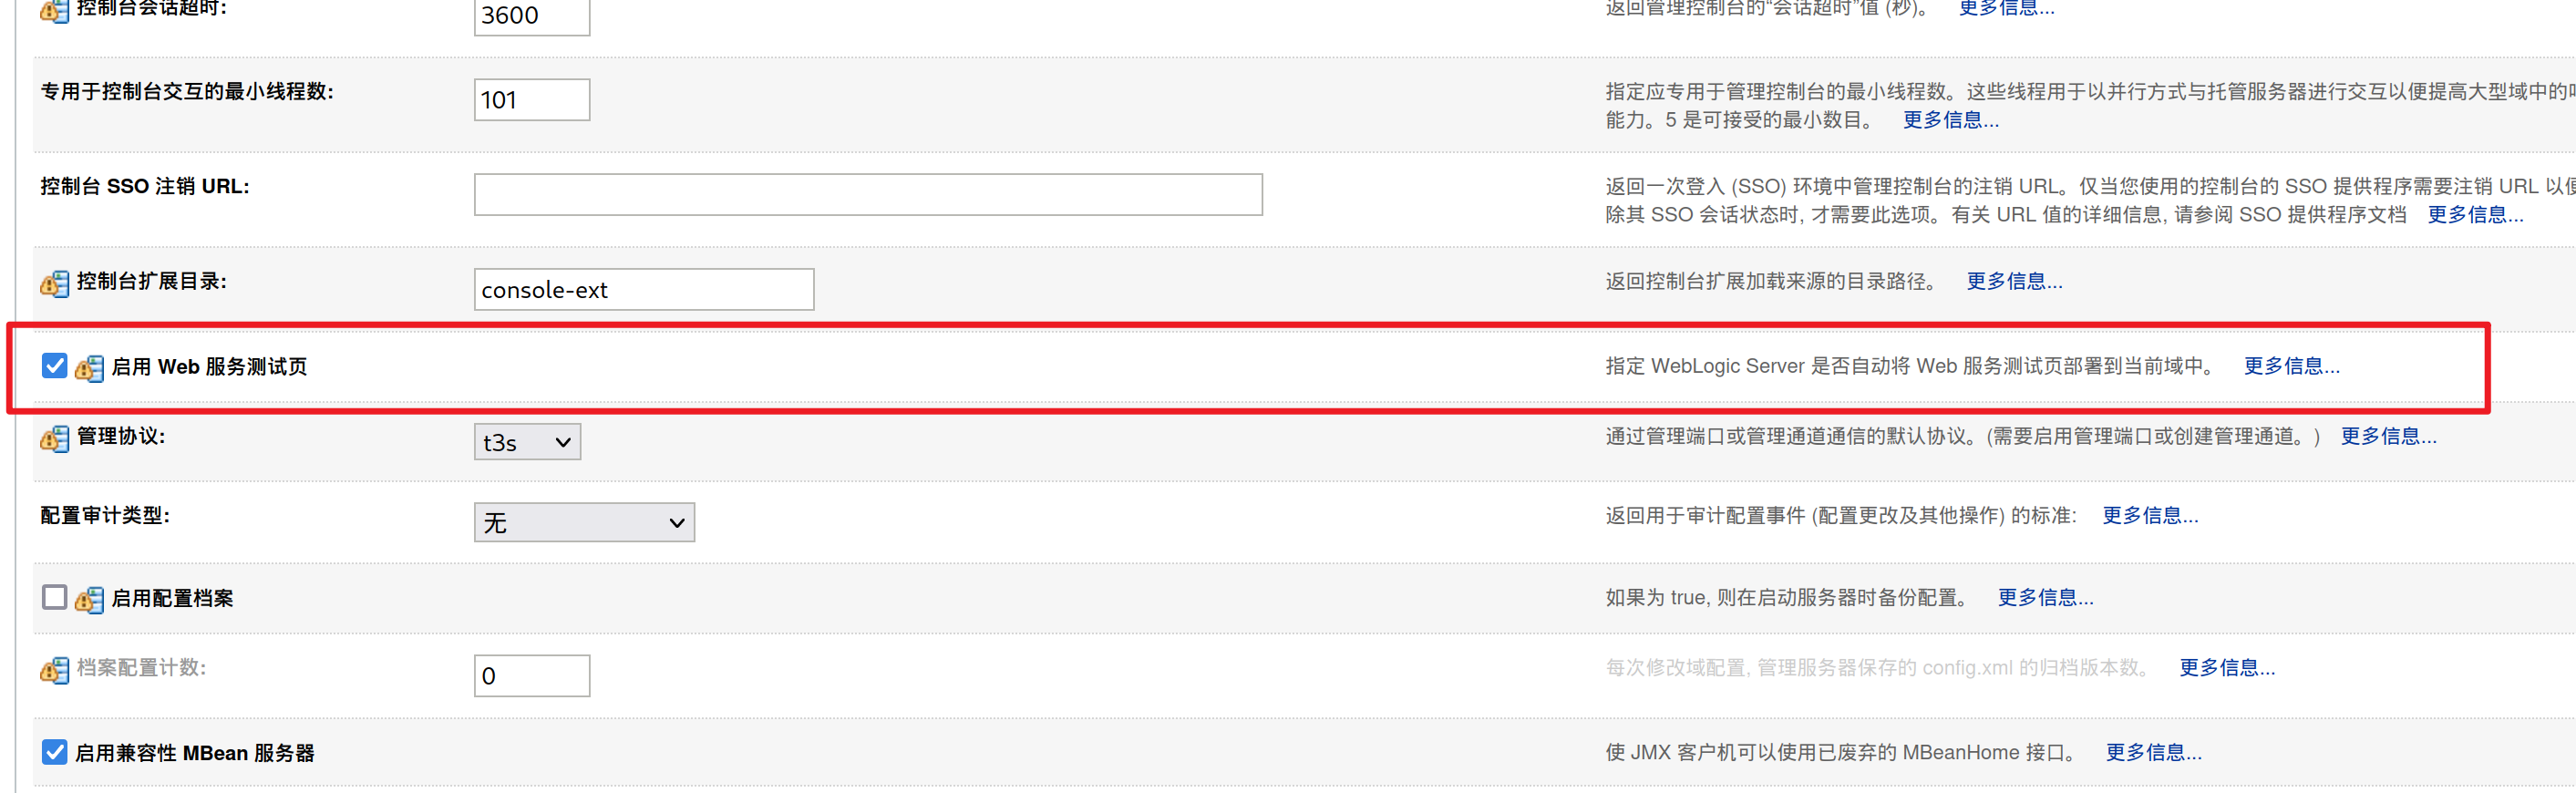 控制台会话超时:
3600
返回管理控制台的“会话超时”值 (秒)。 更多信息...
专用于控制台交互的最小线程数:
101
指定应专用于管理控制台的最小线程数。这些线程用于以并行方式与托管服务器进行交互以便提高大型域中的
能力。5 是可接受的最小数目。 更多信息...
控制台 SSO 注销 URL:
返回一次登入 (SSO) 环境中管理控制台的注销 URL。仅当您使用的控制台的 SSO 提供程序需要注销 URL 以
除其 SSO 会话状态时, 才需要此选项。有关 URL 值的详细信息, 请参阅 SSO 提供程序文档 更多信息...
控制台扩展目录:
console-ext
返回控制台扩展加载来源的目录路径。 更多信息...
启用 Web 服务测试页
指定 WebLogic Server 是否自动将 Web 服务测试页部署到当前域中。 更多信息...
管理协议:
t3s
通过管理端口或管理通道通信的默认协议。(需要启用管理端口或创建管理通道。) 更多信息...
配置审计类型:
无
返回用于审计配置事件 (配置更改及其他操作) 的标准: 更多信息...
启用配置档案
如果为 true, 则在启动服务器时备份配置。 更多信息...
档案配置计数:
0
每次修改域配置, 管理服务器保存的 config.xml 的归档版本数。 更多信息...
启用兼容性 MBean 服务器
使 JMX 客户机可以使用已废弃的 MBeanHome 接口。 更多信息...